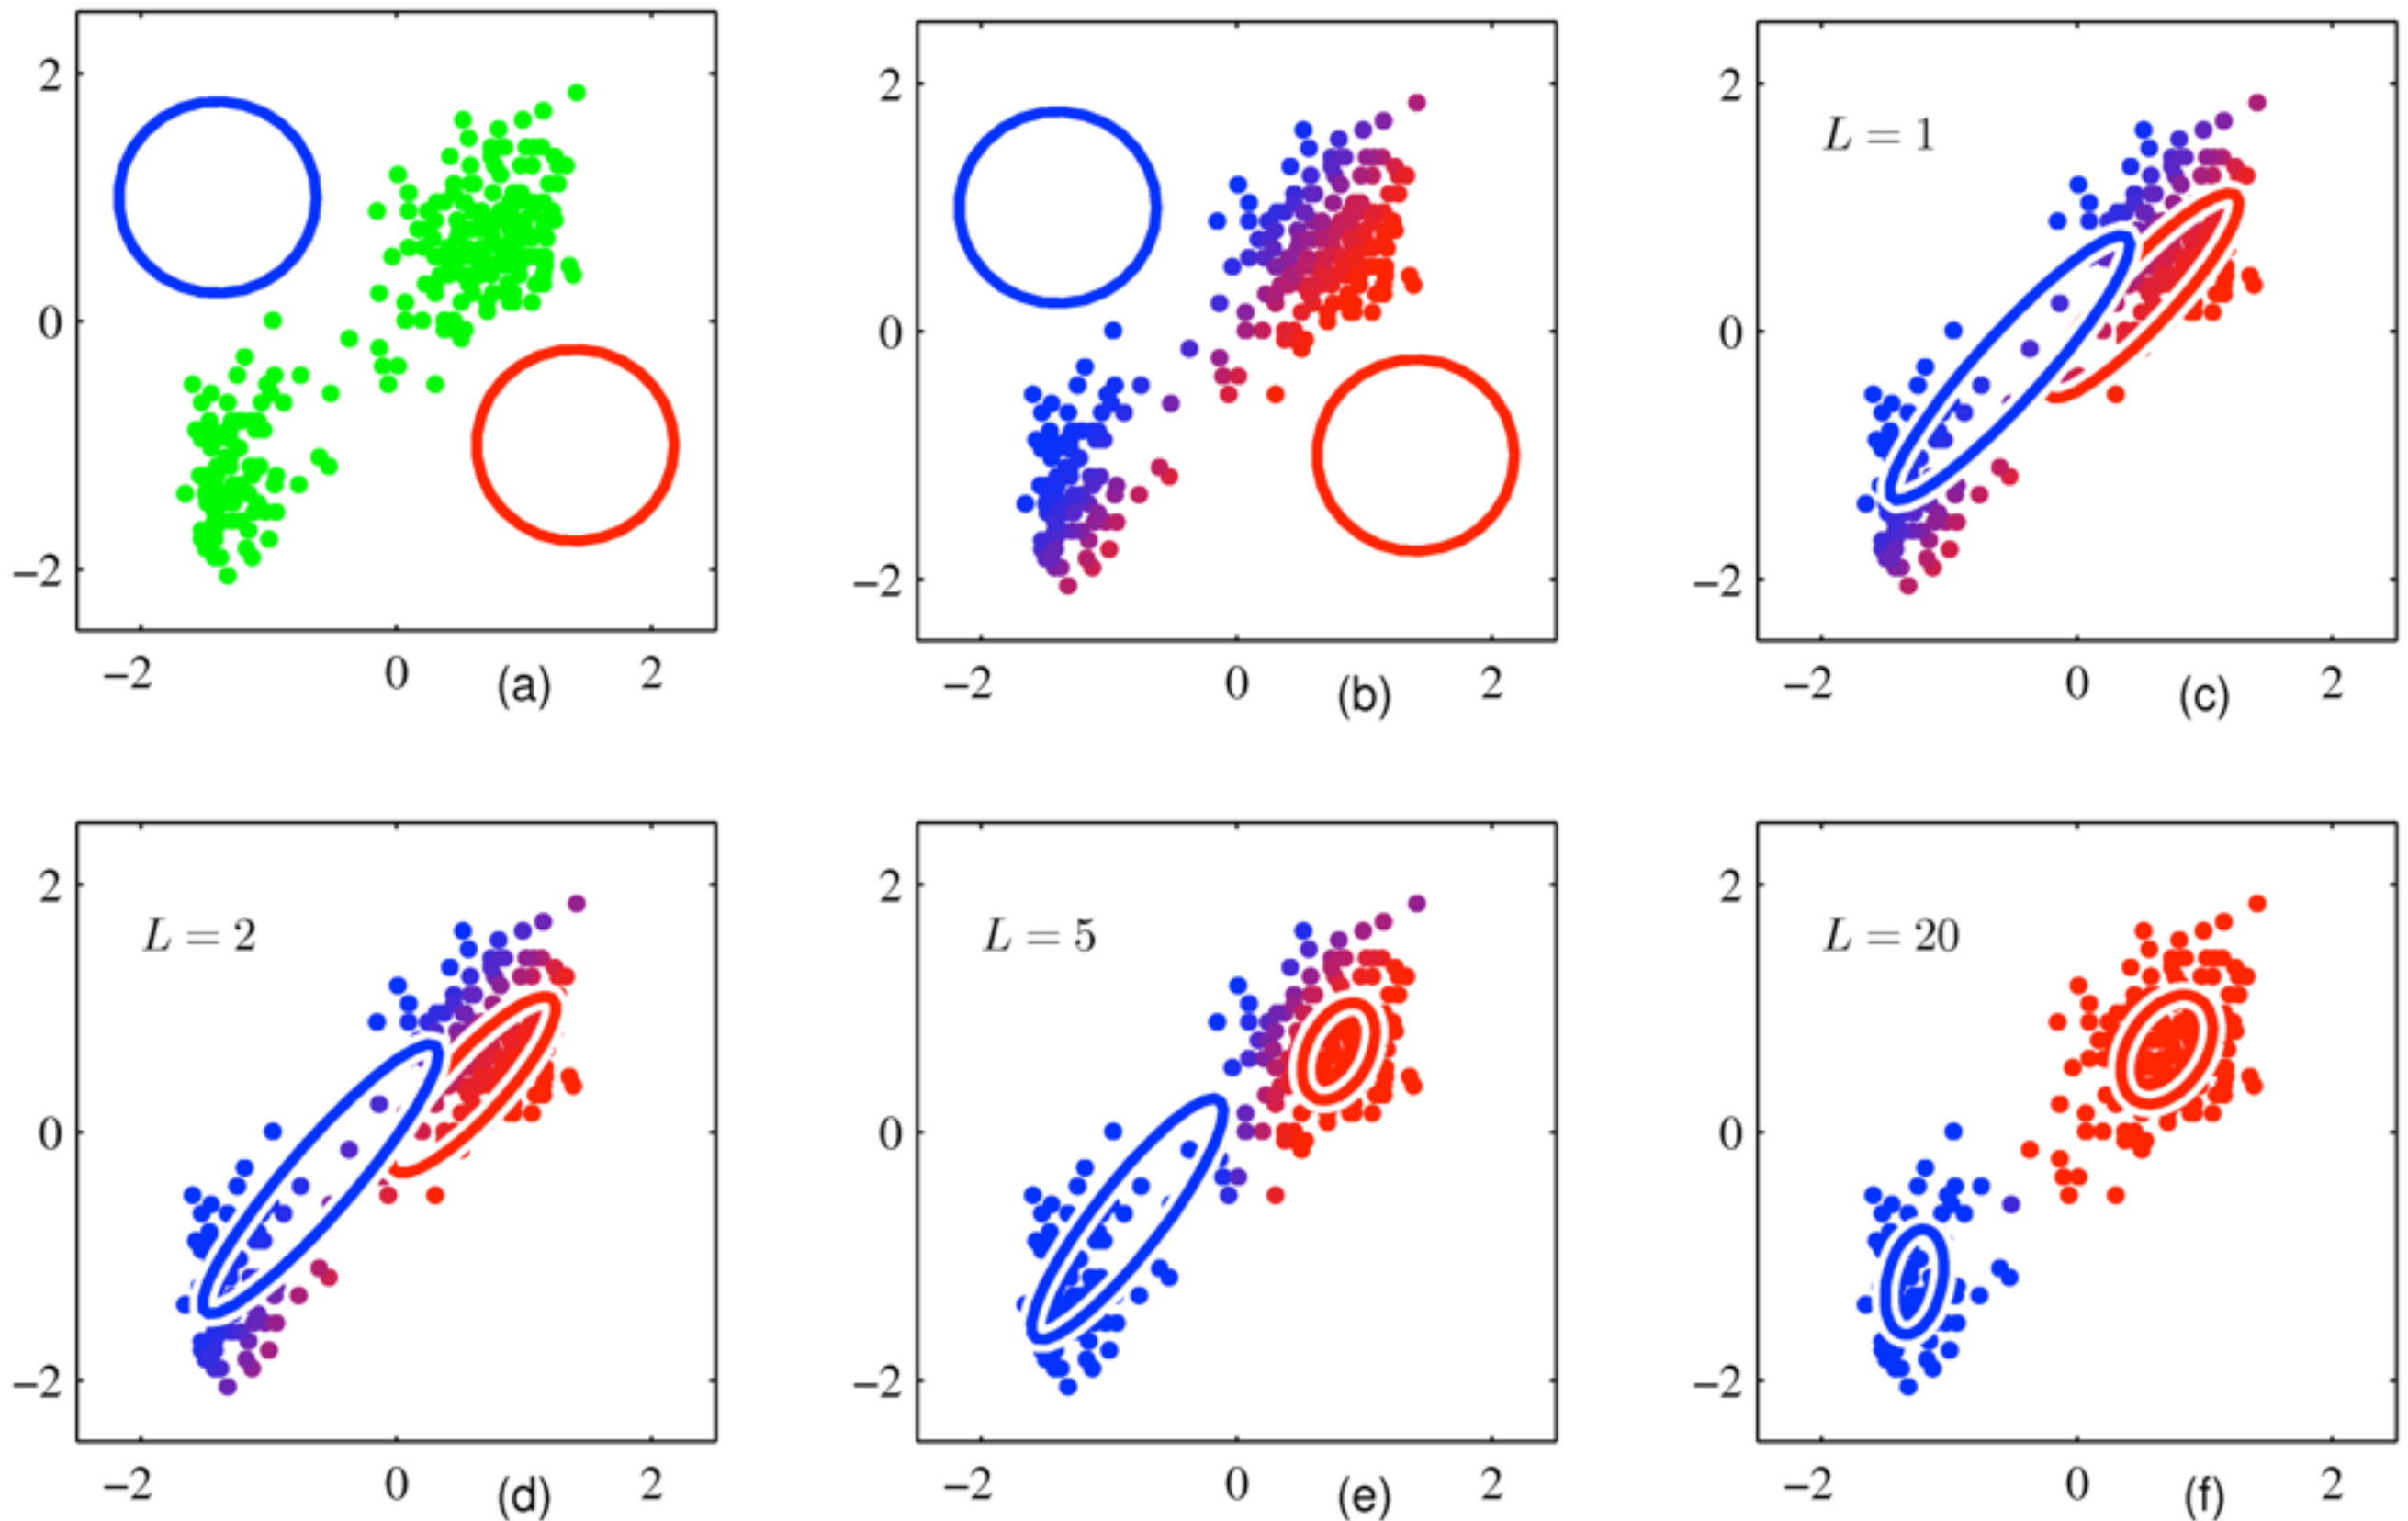 2 2 2
L = 1
0 0 0
−2 −2 −2
−2 0 (a) 2 −2 0 (b) 2 −2 0 (c) 2
2 L = 2 2 L = 5 2 L = 20
0 0 0
−2 −2 −2
−2 0 (d) 2 −2 0 (e) 2 −2 0 (f) 2